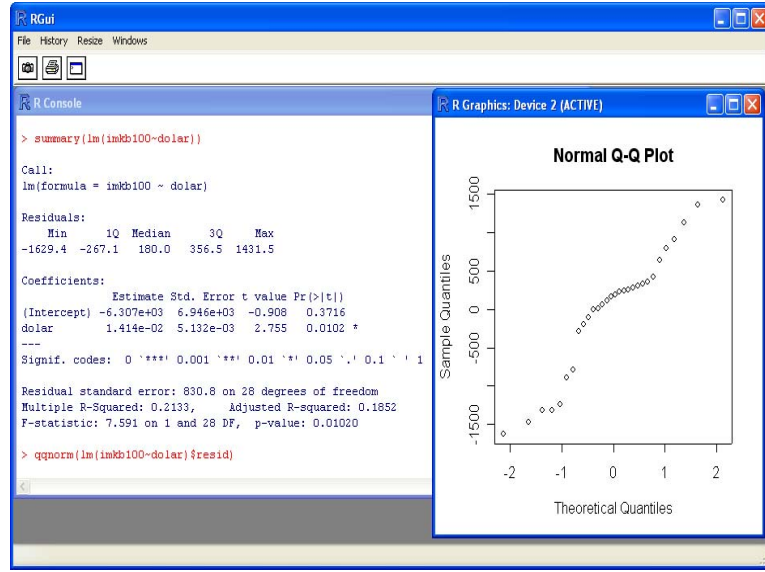 RGui
File History Resize Windows
R Console
> summary(lm(imkb100~dolar))
Call:
lm(formula = imkb100 ~ dolar)
Residuals:
Min 1Q Median 3Q Max
-1629.4 -267.1 180.0 356.5 1431.5
Coefficients:
Estimate Std. Error t value Pr(>|t|)
(Intercept) -6.307e+03 6.946e+03 -0.908 0.3716
dolar 1.414e-02 5.132e-03 2.755 0.0102 *
---
Signif. codes: 0 `***' 0.001 `**' 0.01 `*' 0.05 `.' 0.1 ` ' 1
Residual standard error: 830.8 on 28 degrees of freedom
Multiple R-Squared: 0.2133, Adjusted R-squared: 0.1852
F-statistic: 7.591 on 1 and 28 DF, p-value: 0.01020
> qqnorm(lm(imkb100~dolar)$resid)
R Graphics: Device 2 (ACTIVE)
Normal Q-Q Plot
Sample Quantiles
1500
500
0
-500
-1500
-2 -1 0 1 2
Theoretical Quantiles